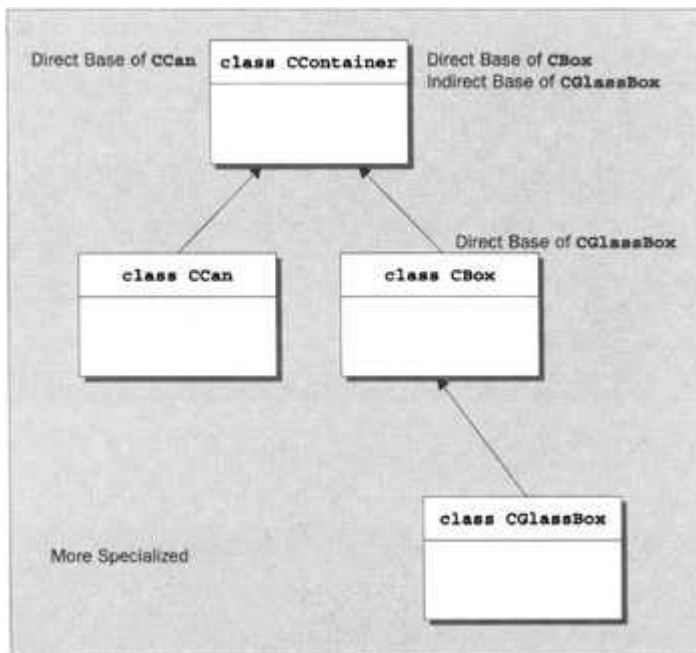 Direct Base of CCan
class CContainer
Direct Base of CBox
Indirect Base of CGlassBox
Direct Base of CGlassBox
class CCan
class CBox
class CGlassBox
More Specialized